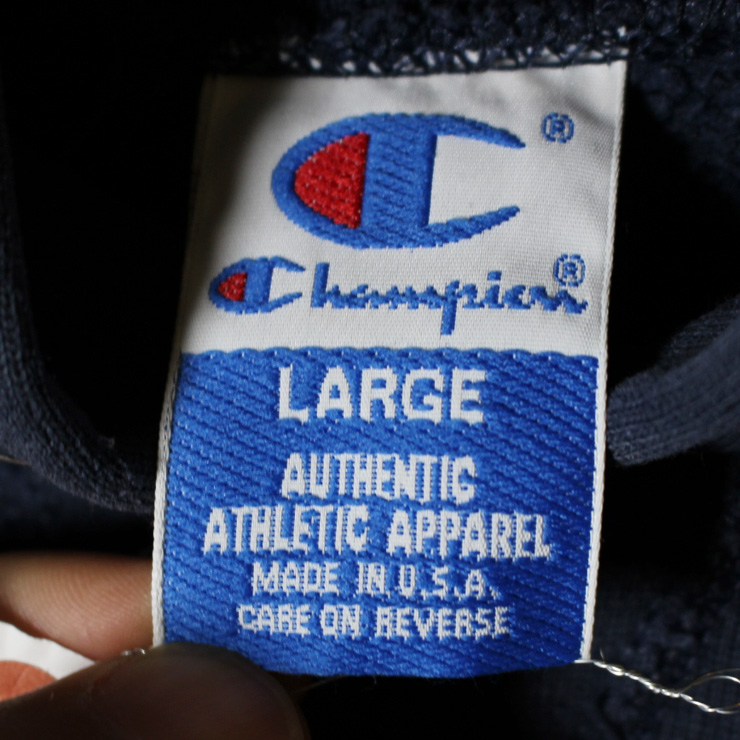 ®
Champion®
LARGE
AUTHENTIC
ATHLETIC APPAREL
MADE IN U.S.A.
CARE ON REVERSE